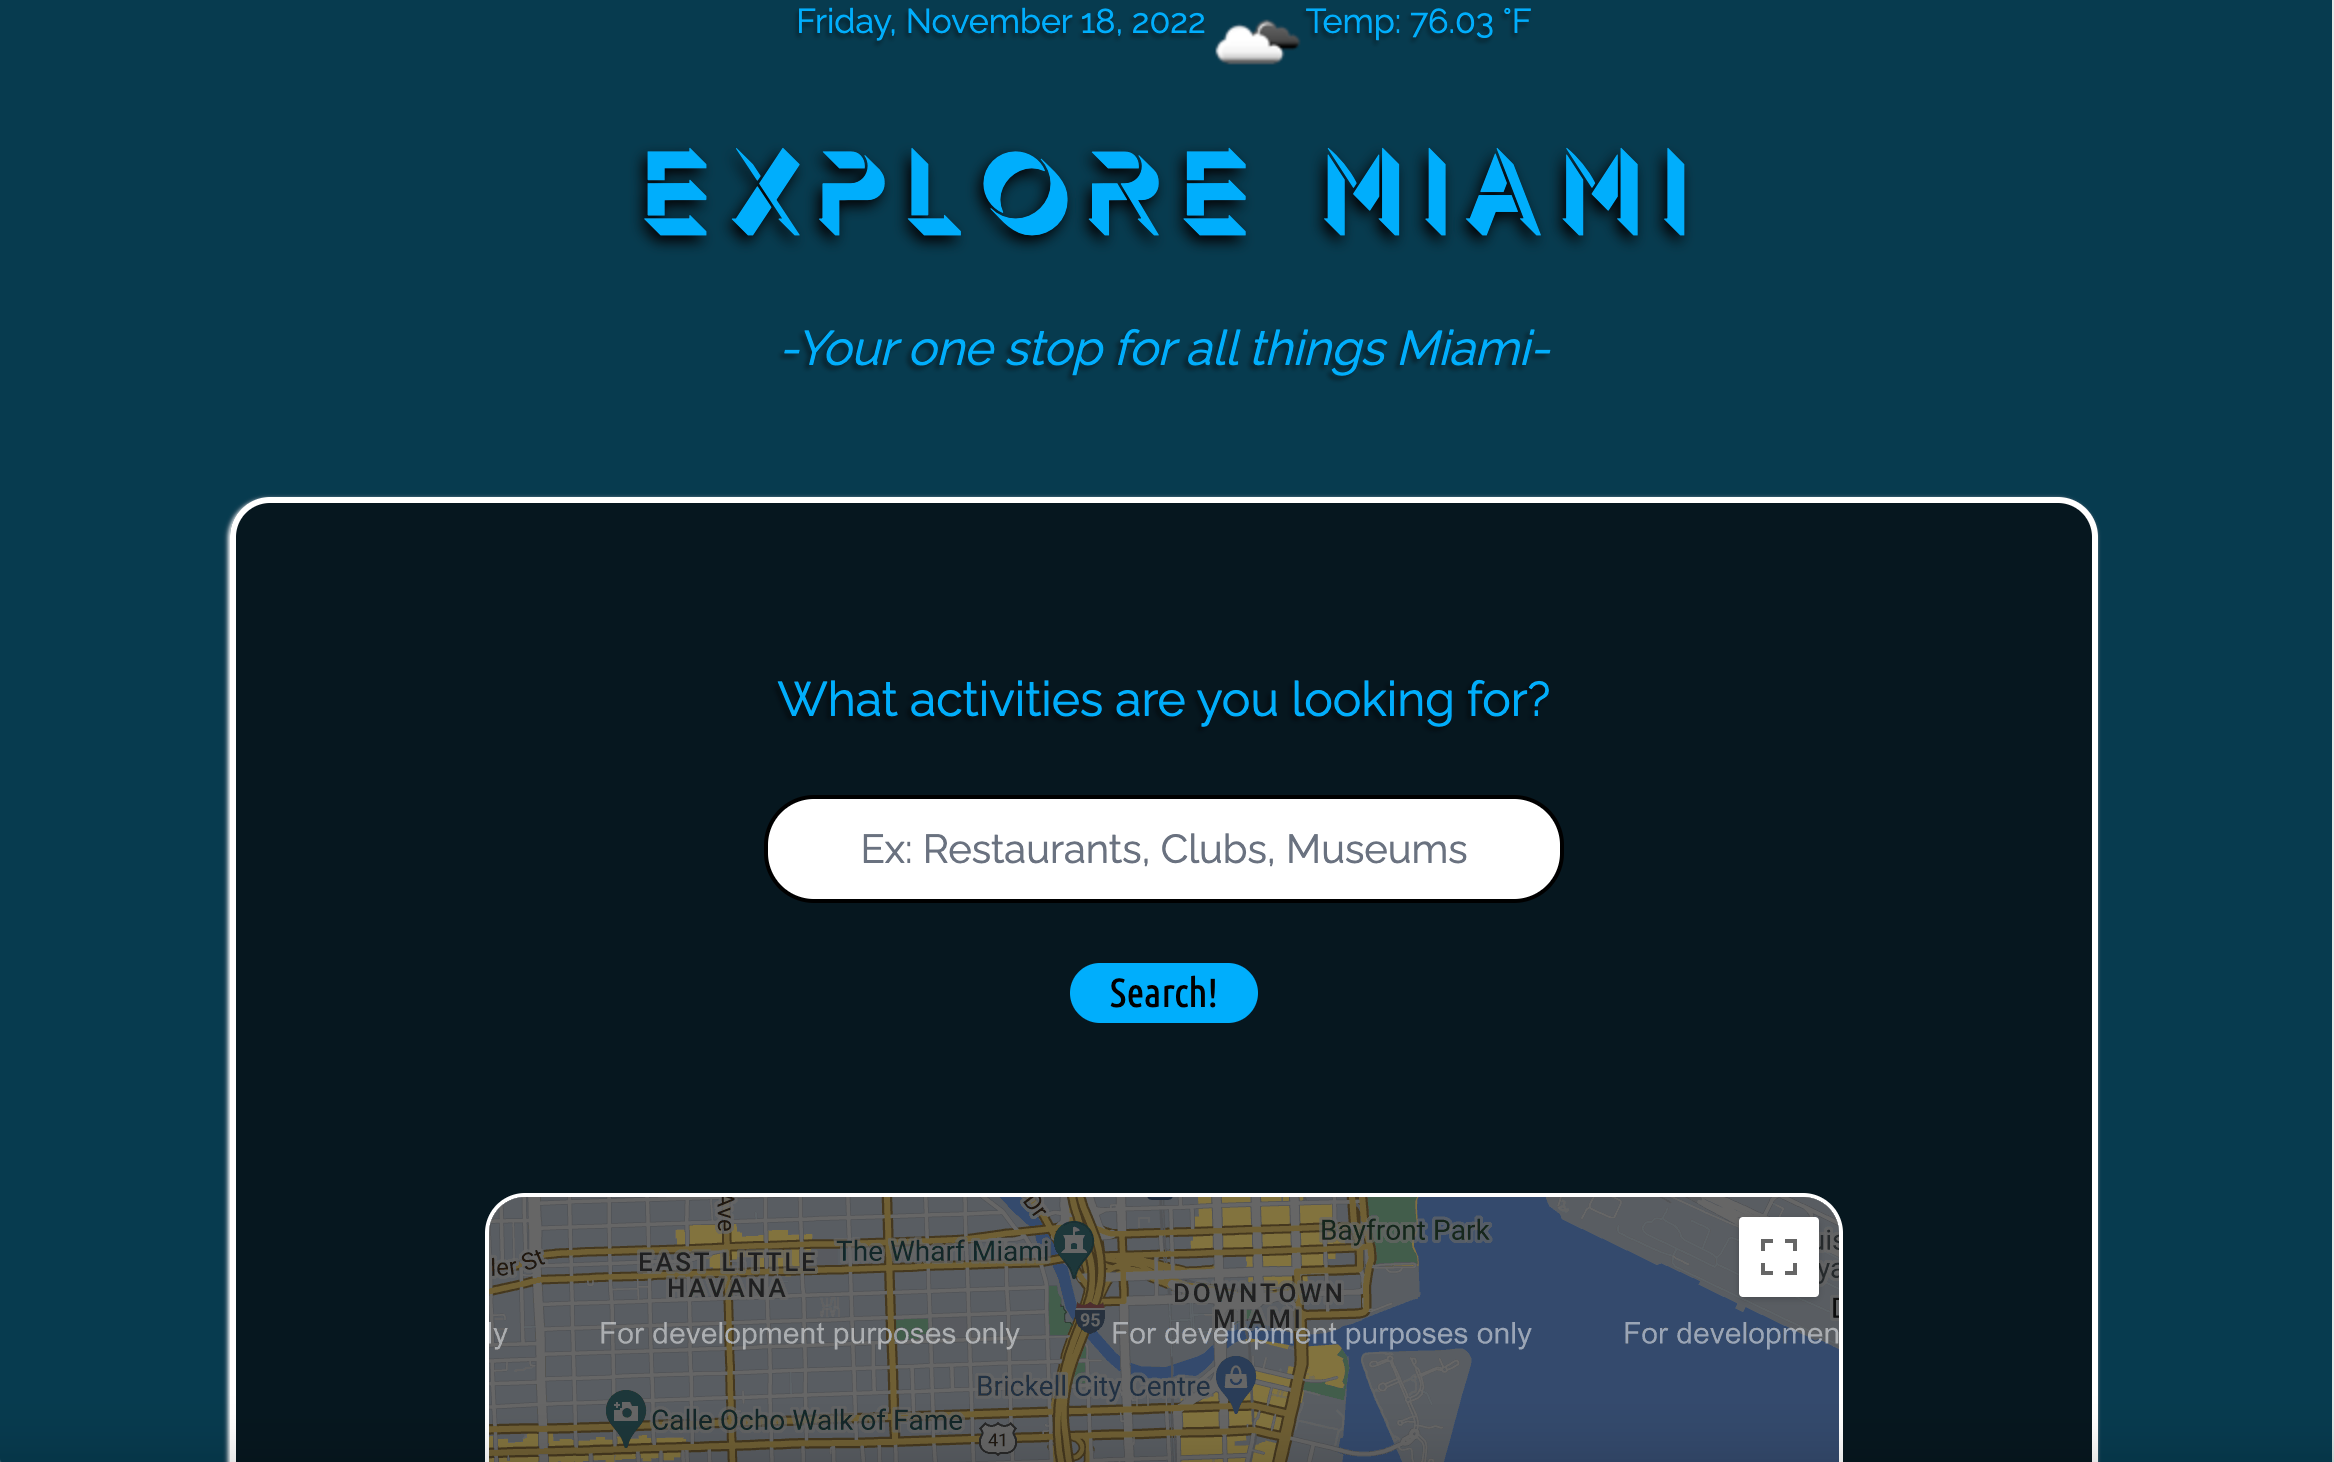 Friday, November 18, 2022 Temp: 76.03 °F
EXPLORE MIAMI
-Your one stop for all things Miami-
What activities are you looking for?
Ex: Restaurants, Clubs, Museums
Search!
Ave
Dr
Bayfront Park
The Wharf Miami
ler St
EAST LITTLE
HAVANA
DOWNTOWN
MIAMI
95
ly For development purposes only For development purposes only For developmen
Brickell City Centre
Calle Ocho Walk of Fame
41